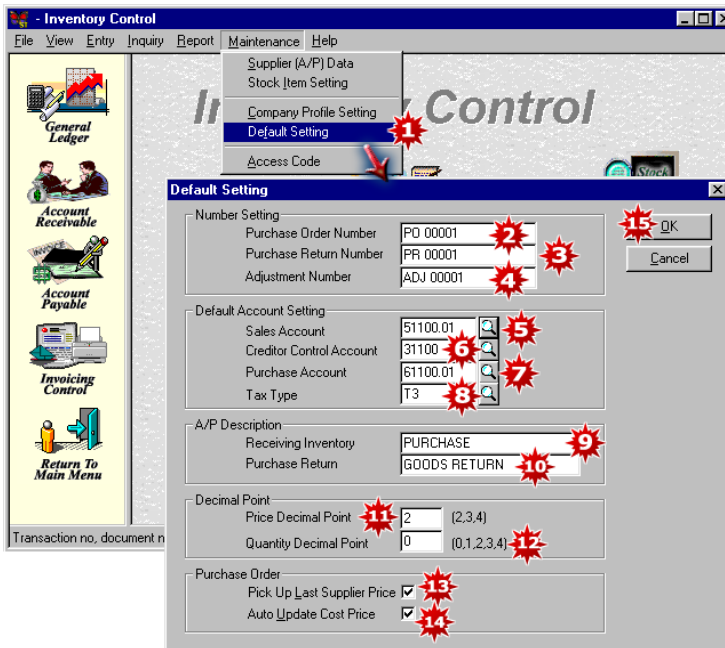 - Inventory Control
File View Entry Inquiry Report Maintenance Help
Supplier (A/P) Data
Stock Item Setting
Company Profile Setting
Default Setting
1
Access Code
Control
General
Ledger
Account
Receivable
Account
Payable
Invoicing
Control
Return To
Main Menu
Stock
Transaction no, document n
Default Setting
Number Setting
Purchase Order Number PO 00001 2
Purchase Return Number PR 00001 3
Adjustment Number ADJ 00001 4
15 OK
Cancel
Default Account Setting
Sales Account 51100.01 5
Creditor Control Account 31100 6
Purchase Account 61100.01 7
Tax Type T3 8
A/P Description
Receiving Inventory PURCHASE 9
Purchase Return GOODS RETURN 10
Decimal Point
Price Decimal Point 11 2 (2,3,4)
Quantity Decimal Point 0 (0,1,2,3,4) 12
Purchase Order
Pick Up Last Supplier Price 13
Auto Update Cost Price 14